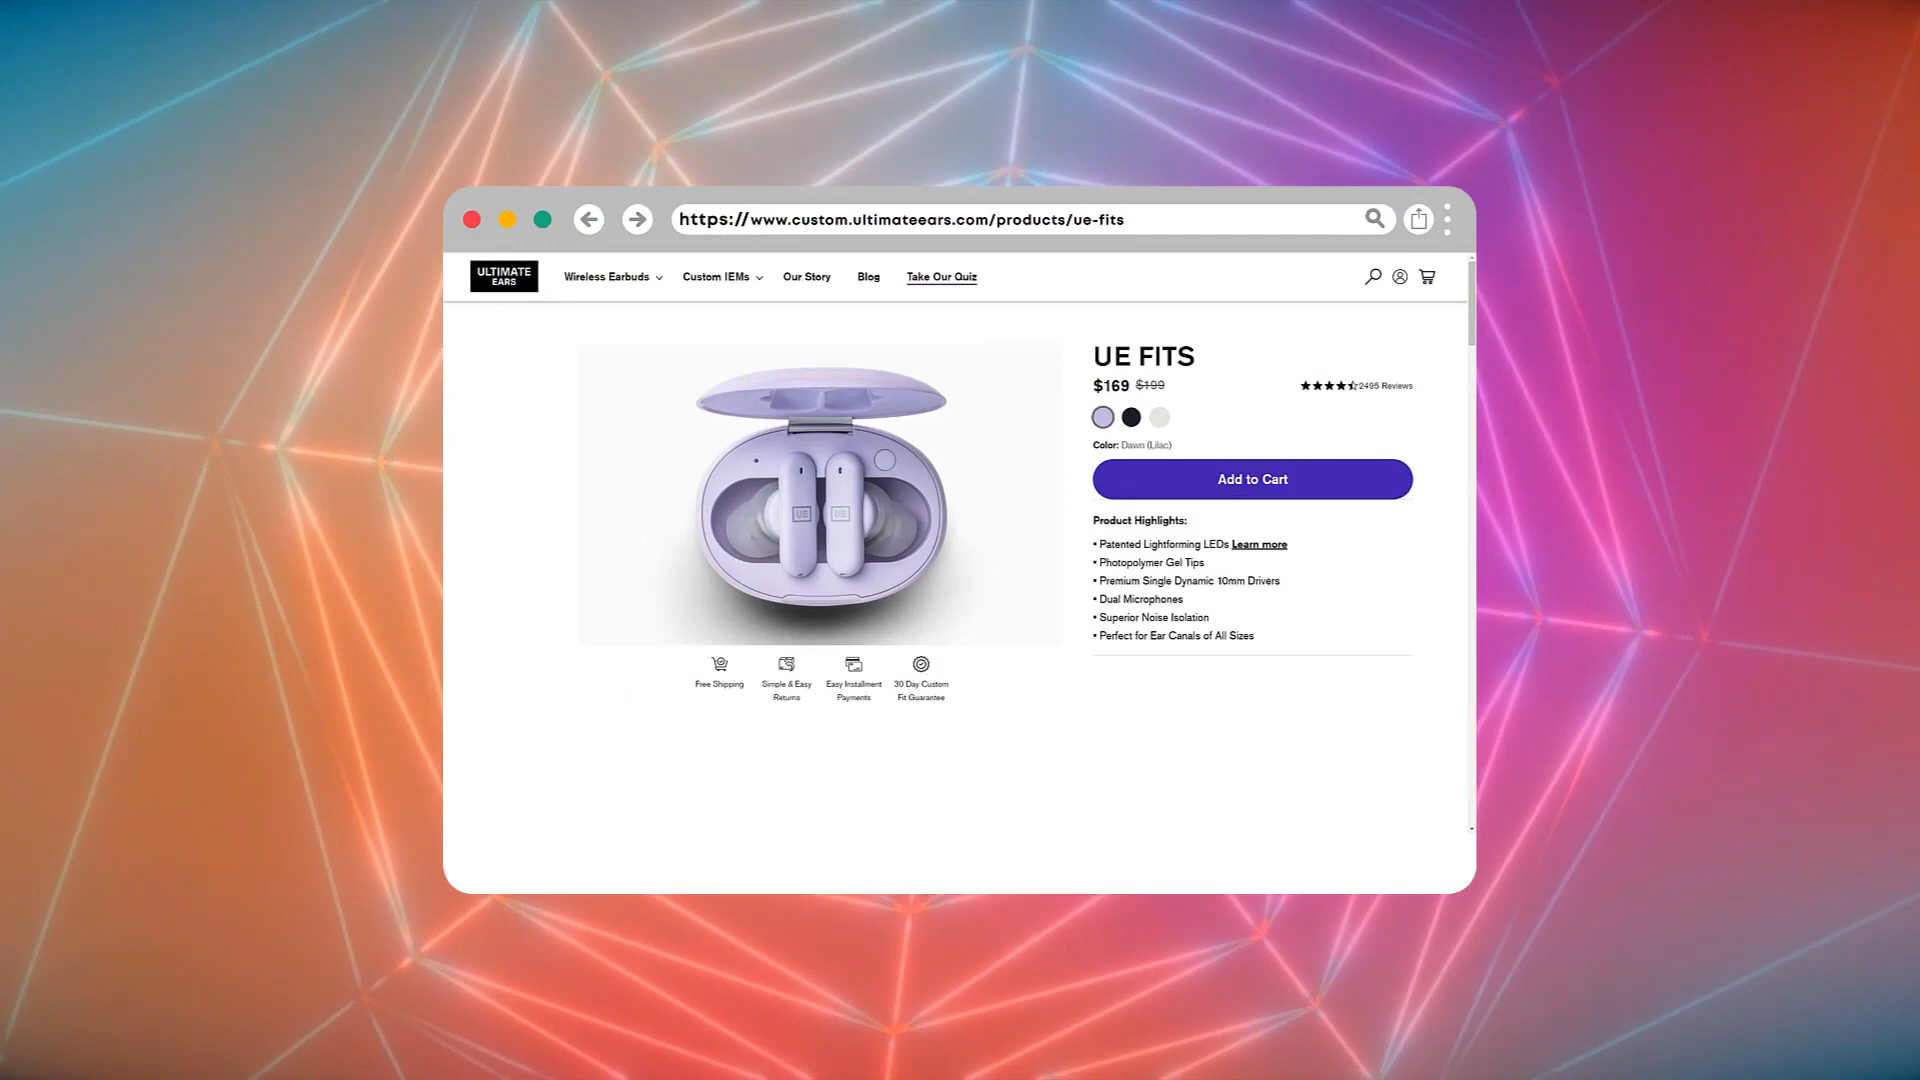 https://www.custom.ultimateears.com/products/ue-fits
ULTIMATE
EARS
Wireless Earbuds
Custom IEMs
Our Story
Blog
Take Our Quiz
UE FITS
$169 $199
2495 Reviews
Color: Dawn (Lilac)
Add to Cart
UE
UE
Product Highlights:
• Patented Lightforming LEDs Learn more
• Photopolymer Gel Tips
• Premium Single Dynamic 10mm Drivers
• Dual Microphones
• Superior Noise Isolation
• Perfect for Ear Canals of All Sizes
Free Shipping
Simple & Easy
Returns
Easy Installment
Payments
30 Day Custom
Fit Guarantee